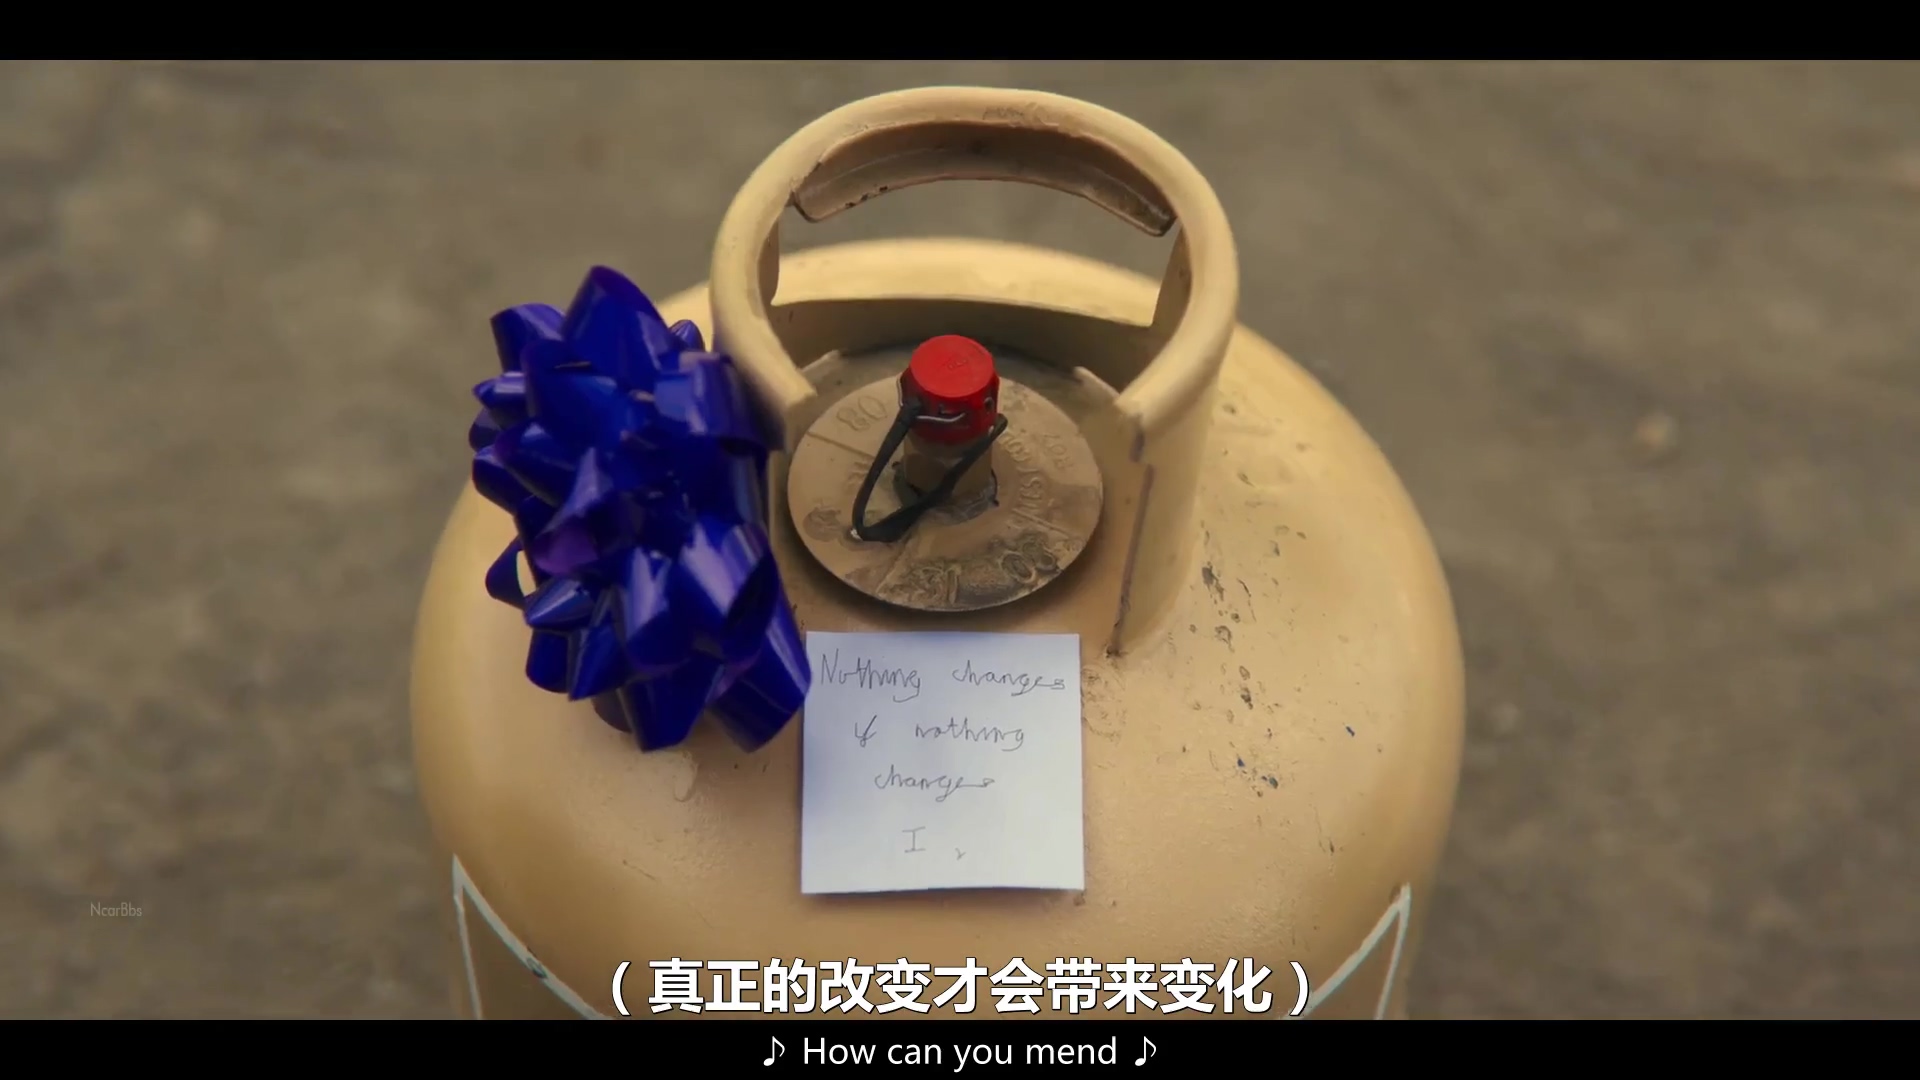 80
Nothing changes
if nothing
changes
I
NcarBbs
（真正的改变才会带来变化）
♪ How can you mend ♪